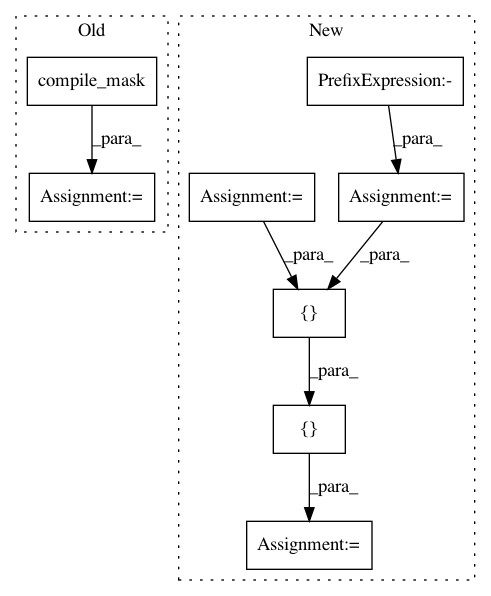 Old
New
compile_mask
PrefixExpression:-
_para_
_para_
Assignment:=
Assignment:=
Assignment:=
_para_
_para_
{}
_para_
{}
_para_
Assignment:=